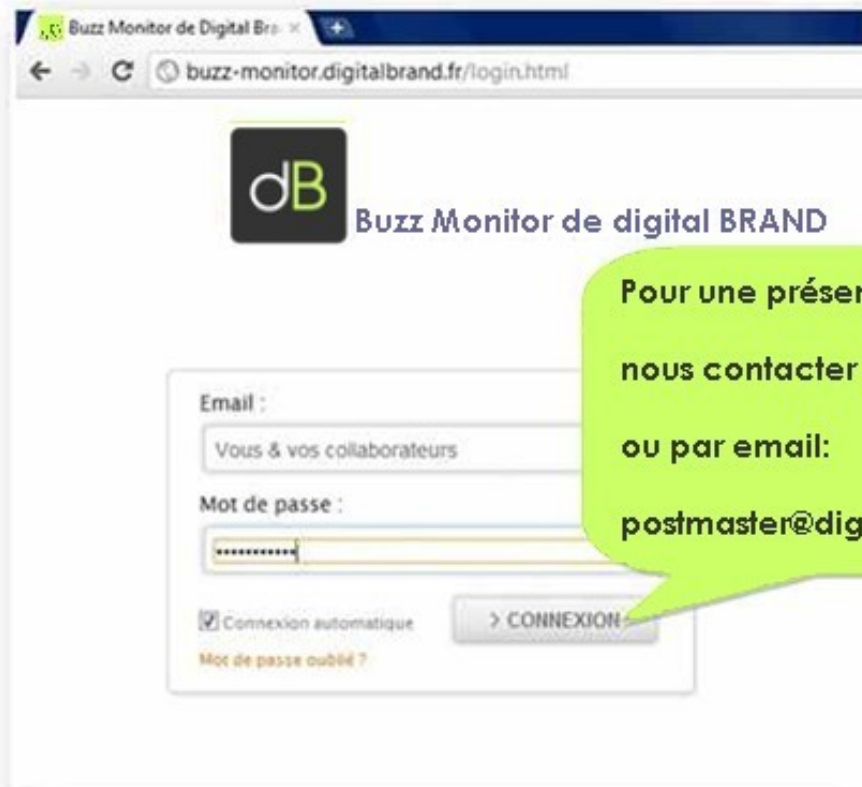 Buzz Monitor de Digital Bra
buzz-monitor.digitalbrand.fr/login.html
dB
Buzz Monitor de digital BRAND
Pour une présen
nous contacter
ou par email:
postmaster@dig
Email :
Vous & vos collaborateurs
Mot de passe :
Connexion automatique
> CONNEXION
Mot de passe oublié ?